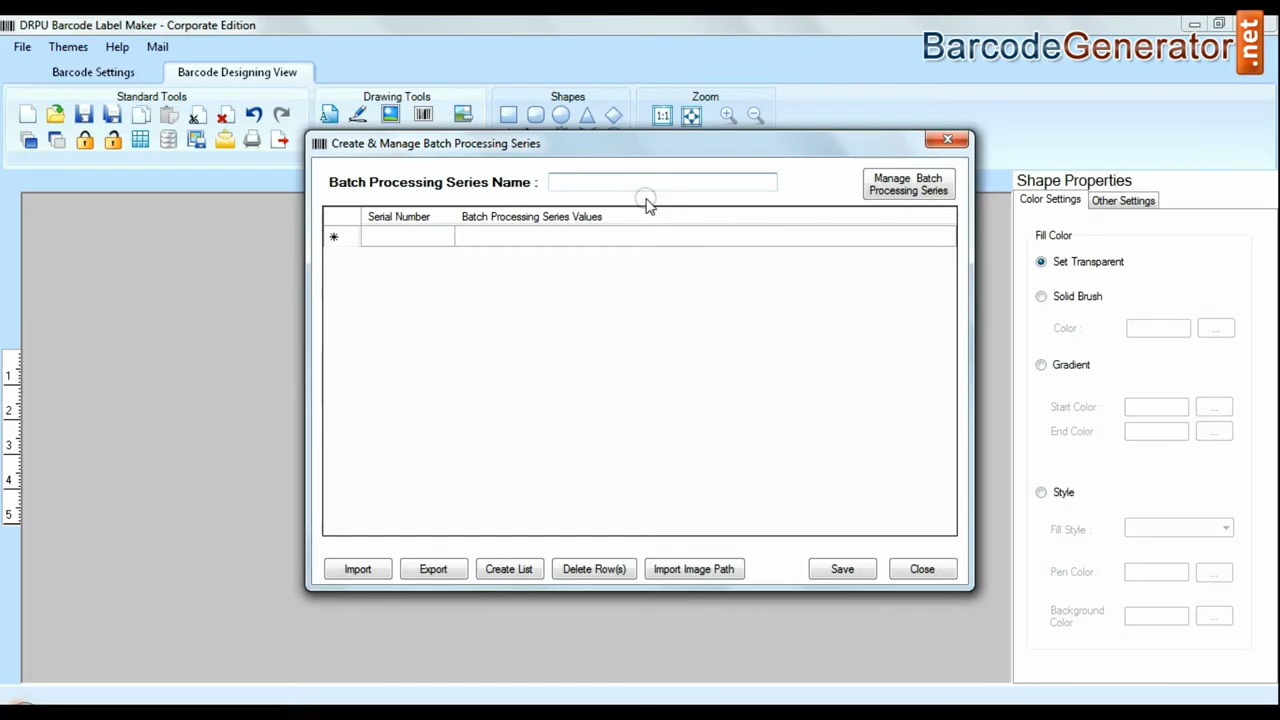 DRPU Barcode Label Maker - Corporate Edition
BarcodeGenerator.net
File Themes Help Mail
Barcode Settings Barcode Designing View
Standard Tools Drawing Tools Shapes Zoom
1:1
Create & Manage Batch Processing Series
Batch Processing Series Name :
Manage Batch
Processing Series
Serial Number Batch Processing Series Values
Import Export Create List Delete Row(s) Import Image Path Save Close
Shape Properties
Color Settings Other Settings
Fill Color
Set Transparent
Solid Brush
Color : ...
Gradient
Start Color : ...
End Color : ...
Style
Fill Style :
Pen Color : ...
Background
Color : ...
1
2
3
4
5